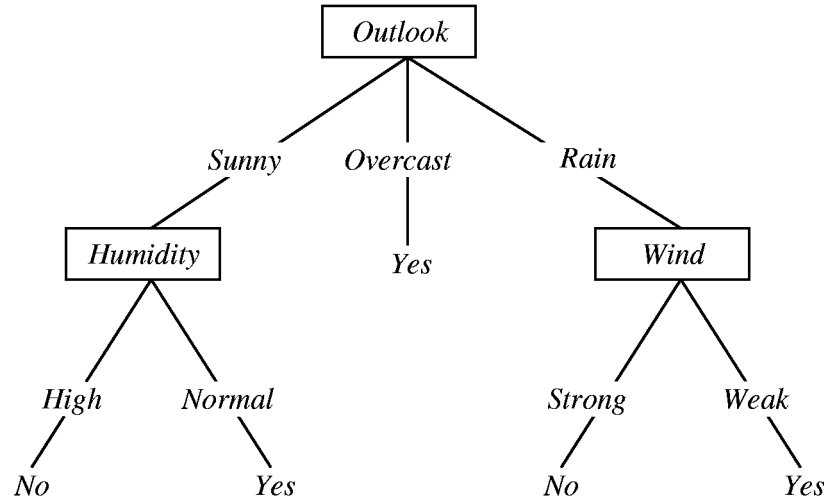 Outlook
Sunny Overcast Rain
Humidity Yes Wind
High Normal Strong Weak
No Yes No Yes